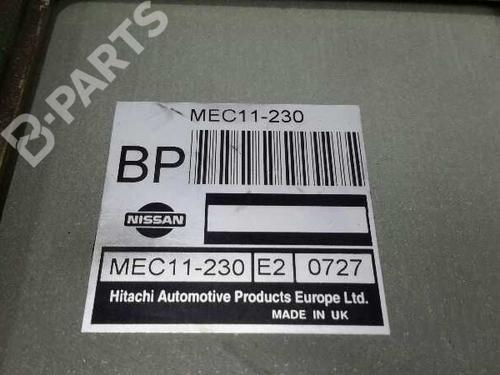 B-PARTS
MEC11-230
BP
NISSAN
MEC11-230 E2 0727
Hitachi Automotive Products Europe Ltd.
MADE IN UK